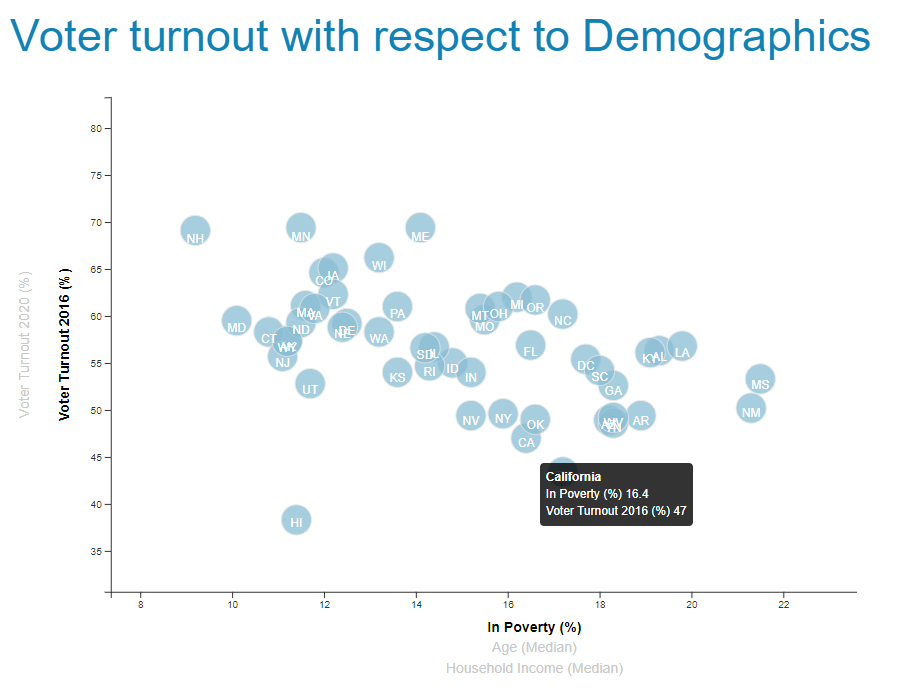 Voter turnout with respect to Demographics
80
75
70
65
60
55
50
45
40
35
Voter Turnout 2020 (%)
Voter Turnout 2016 (%)
NH
MN
ME
WI
IA
CO
VT
MA
VA
PA
MD
ND
DE
NE
CT
WA
NJ
UT
KS
SD
IL
RI
ID
IN
MT
OH
MI
OR
MO
NC
FL
DC
SC
GA
KY
AL
LA
MS
NM
NV
NY
OK
CA
AR
HI
California
In Poverty (%) 16.4
Voter Turnout 2016 (%) 47
8
10
12
14
16
18
20
22
In Poverty (%)
Age (Median)
Household Income (Median)